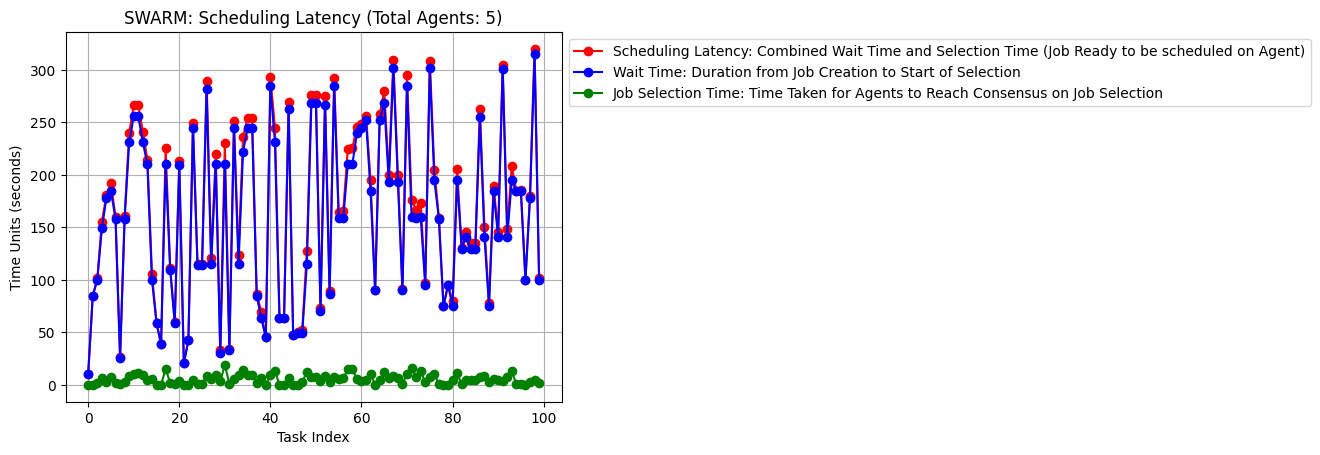 SWARM: Scheduling Latency (Total Agents: 5)
Scheduling Latency: Combined Wait Time and Selection Time (Job Ready to be scheduled on Agent)
Wait Time: Duration from Job Creation to Start of Selection
Job Selection Time: Time Taken for Agents to Reach Consensus on Job Selection
Time Units (seconds)
300
250
200
150
100
50
0
0 20 40 60 80 100
Task Index